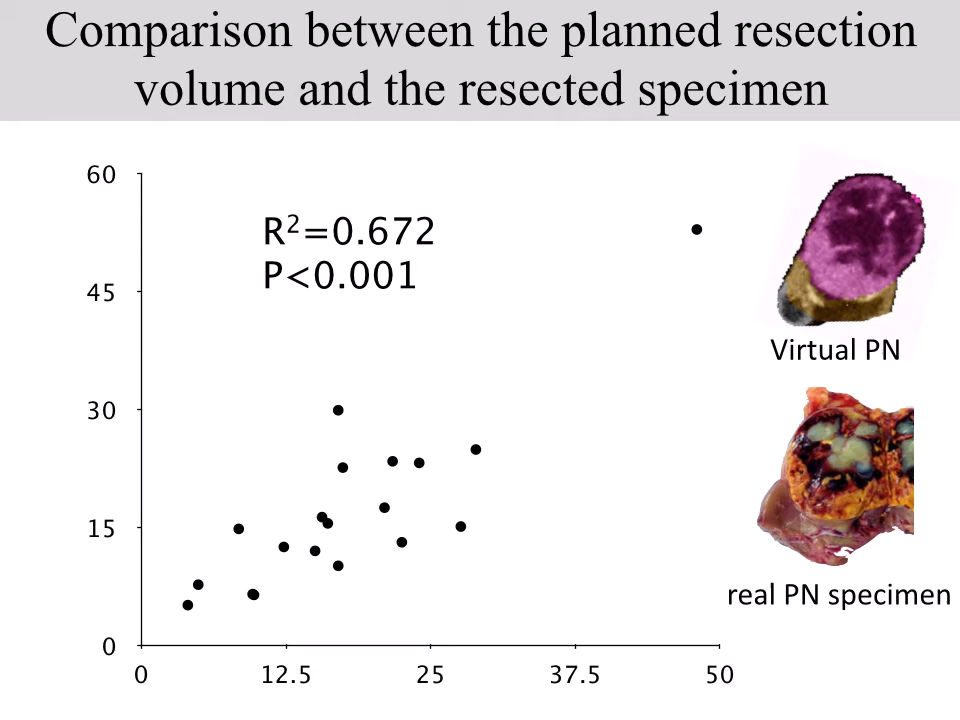 Comparison between the planned resection
volume and the resected specimen
60
R²=0.672
P<0.001
45
Virtual PN
30
15
real PN specimen
0
0 12.5 25 37.5 50